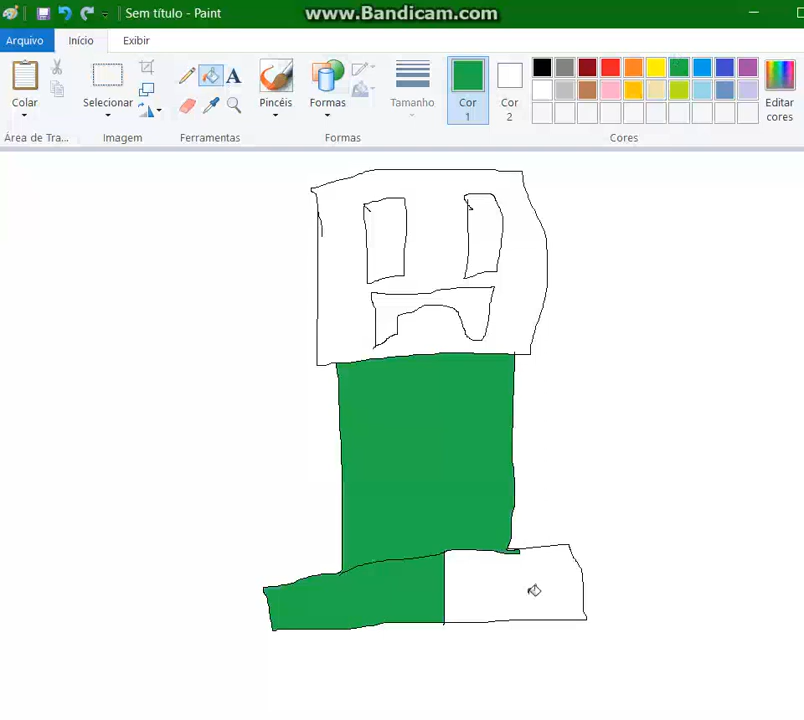 Sem título - Paint
www.Bandicam.com
Arquivo Início Exibir
Colar
Selecionar
A
Pincéis
Formas
Tamanho
Cor 1
Cor 2
Editar cores
Área de Tra...
Imagem
Ferramentas
Formas
Cores